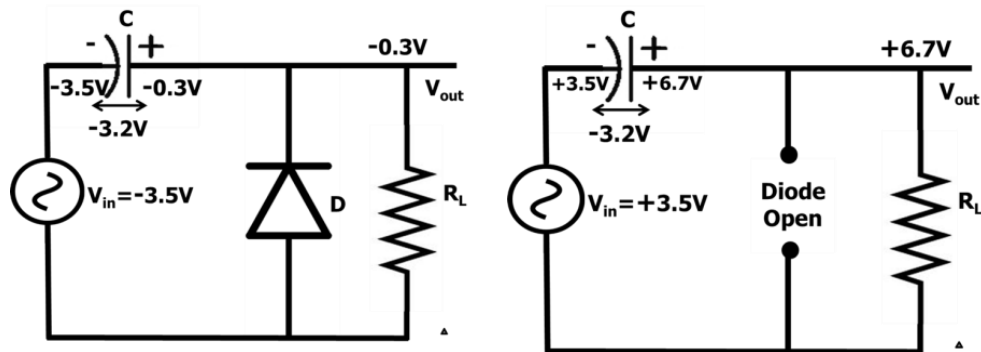 C
- +
-0.3V
-3.5V
-0.3V
-3.2V
Vout
Vin=-3.5V
D
RL
C
- +
+6.7V
+3.5V
+6.7V
-3.2V
Vout
Vin=+3.5V
Diode
Open
RL